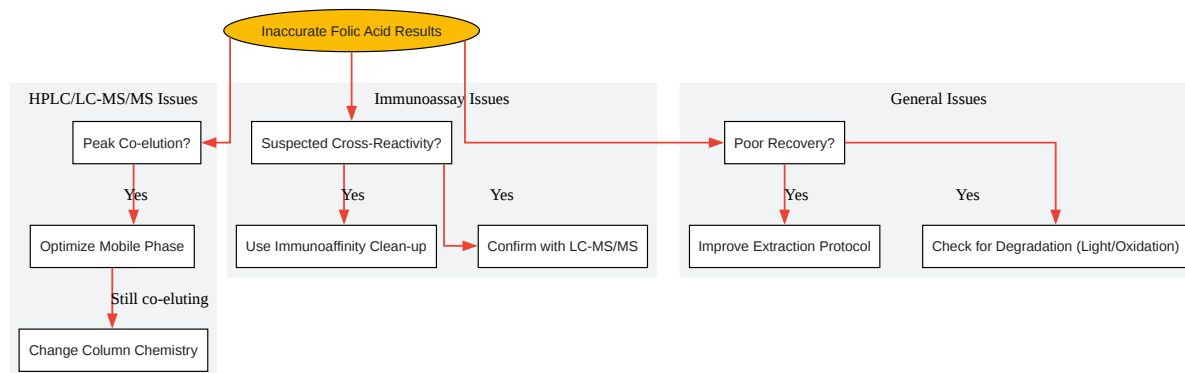 Inaccurate Folic Acid Results
HPLC/LC-MS/MS Issues
Immunoassay Issues
General Issues
Peak Co-elution?
Suspected Cross-Reactivity?
Poor Recovery?
Yes
Yes
Yes
Yes
Yes
Optimize Mobile Phase
Use Immunoaffinity Clean-up
Confirm with LC-MS/MS
Improve Extraction Protocol
Check for Degradation (Light/Oxidation)
Still co-eluting
Change Column Chemistry